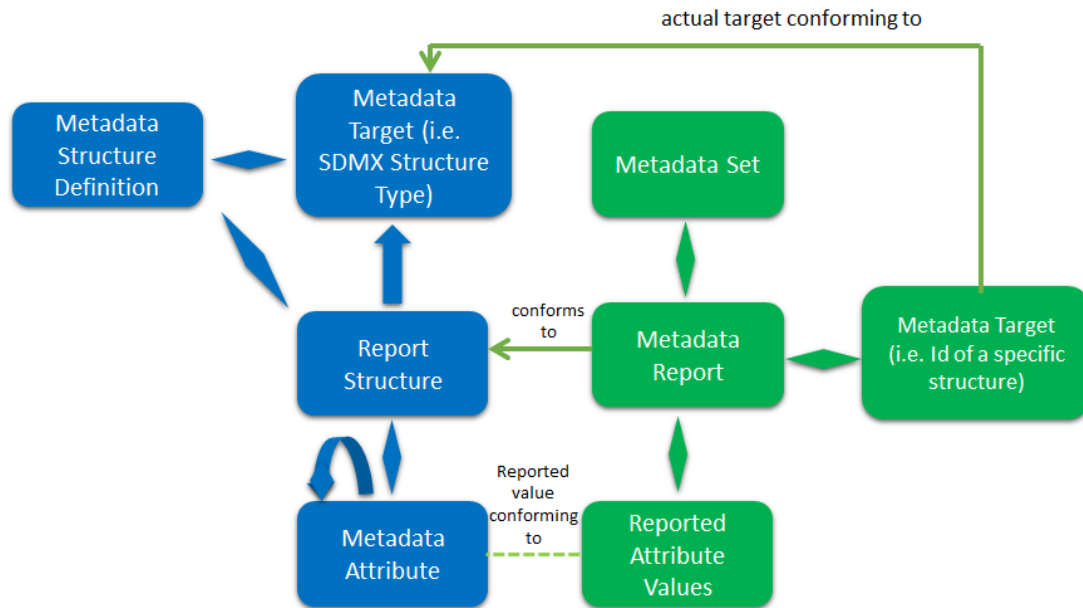 actual target conforming to
Metadata
Structure
Definition
Metadata
Target (i.e.
SDMX Structure
Type)
Metadata Set
Report
Structure
conforms
to
Metadata
Report
Metadata Target
(i.e. Id of a specific
structure)
Metadata
Attribute
Reported
value
conforming
to
Reported
Attribute
Values